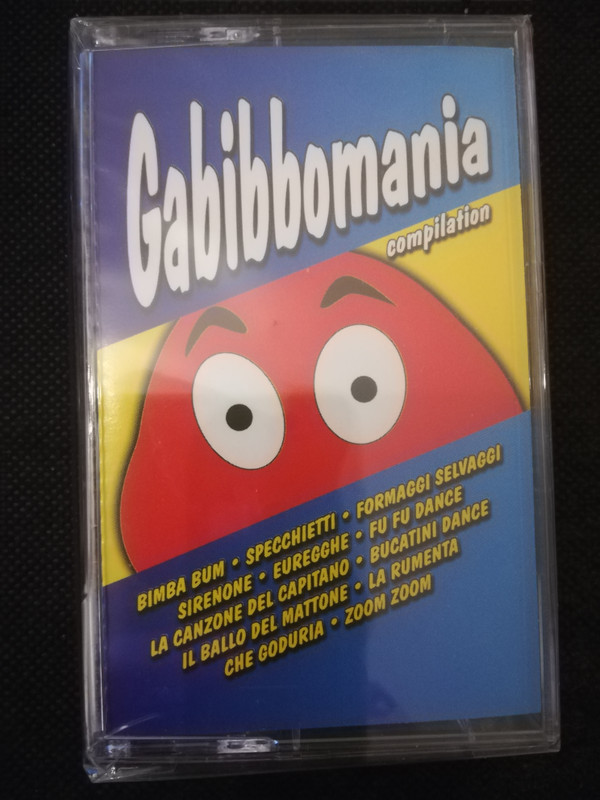 Gabibbomania
compilation
BIMBA BUM • SPECCHIETTI • FORMAGGI SELVAGGI
SIRENONE • EUREGGHE • FU FU DANCE
LA CANZONE DEL CAPITANO • BUCATINI DANCE
IL BALLO DEL MATTONE • LA RUMENTA
CHE GODURIA • ZOOM ZOOM